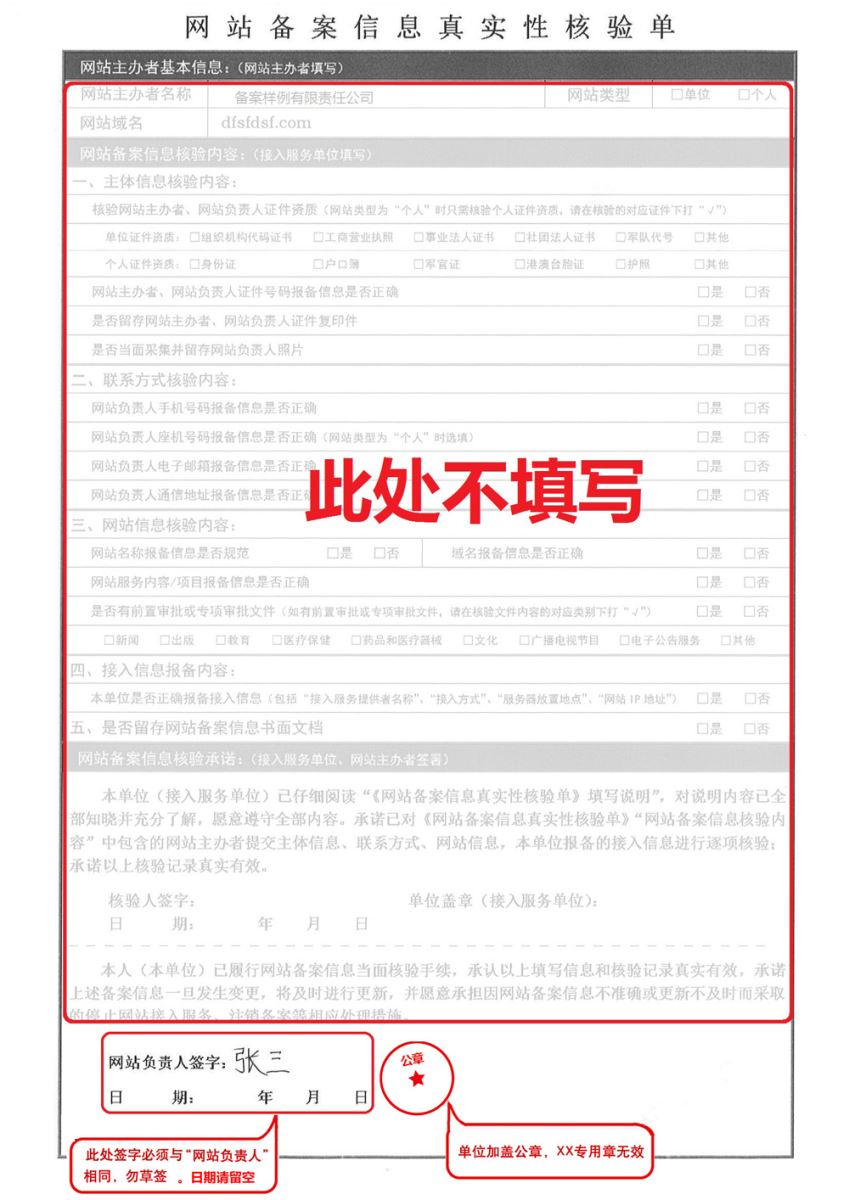 网站备案信息真实性核验单
网站主办者基本信息：（网站主办者填写）
网站主办者名称 备案样例有限责任公司 网站类型 □单位 □个人
网站域名 dfsfdsf.com
网站备案信息核验内容：（接入服务单位填写）
一、主体信息核验内容：
核验网站主办者、网站负责人证件资质（网站类型为“个人”时只需核验个人证件资质，请在核验的对应证件下打“√”）
单位证件资质：□组织机构代码证书 □工商营业执照 □事业法人证书 □社团法人证书 □军队代号 □其他
个人证件资质：□身份证 □户口簿 □军官证 □港澳台胞证 □护照 □其他
网站主办者、网站负责人证件号码报备信息是否正确 □是 □否
是否留存网站主办者、网站负责人证件复印件 □是 □否
是否当面采集并留存网站负责人照片 □是 □否
二、联系方式核验内容：
网站负责人手机号码报备信息是否正确 □是 □否
网站负责人座机号码报备信息是否正确（网站类型为“个人”时选填） □是 □否
网站负责人电子邮箱报备信息是否正确 □是 □否
网站负责人通信地址报备信息是否正确 □是 □否
此处不填写
三、网站信息核验内容：
网站名称报备信息是否规范 □是 □否 域名报备信息是否正确 □是 □否
网站服务内容/项目报备信息是否正确 □是 □否
是否有前置审批或专项审批文件（如有前置审批或专项审批文件，请在核验文件内容的对应类别下打“√”） □是 □否
□新闻 □出版 □教育 □医疗保健 □药品和医疗器械 □文化 □广播电视节目 □电子公告服务 □其他
四、接入信息报备内容：
本单位是否正确报备接入信息（包括“接入服务提供者名称”、“接入方式”、“服务器放置地点”、“网站IP地址”） □是 □否
五、是否留存网站备案信息书面文档 □是 □否
网站备案信息核验承诺：（接入服务单位、网站主办者签署）
本单位（接入服务单位）已仔细阅读“《网站备案信息真实性核验单》填写说明”，对说明内容已全
部知晓并充分了解，愿意遵守全部内容。承诺已对《网站备案信息真实性核验单》“网站备案信息核验内
容”中包含的网站主办者提交主体信息、联系方式、网站信息，本单位报备的接入信息进行逐项核验；
承诺以上核验记录真实有效。
核验人签字： 单位盖章（接入服务单位）：
日 期： 年 月 日
本人（本单位）已履行网站备案信息当面核验手续，承认以上填写信息和核验记录真实有效，承诺
上述备案信息一旦发生变更，将及时进行更新，并愿意承担因网站备案信息不准确或更新不及时而采取
的停止网站接入服务、注销备案等相应处理措施。
网站负责人签字：张三
日 期： 年 月 日
公章
此处签字必须与“网站负责人”
相同，勿草签 。日期请留空
单位加盖公章，XX专用章无效